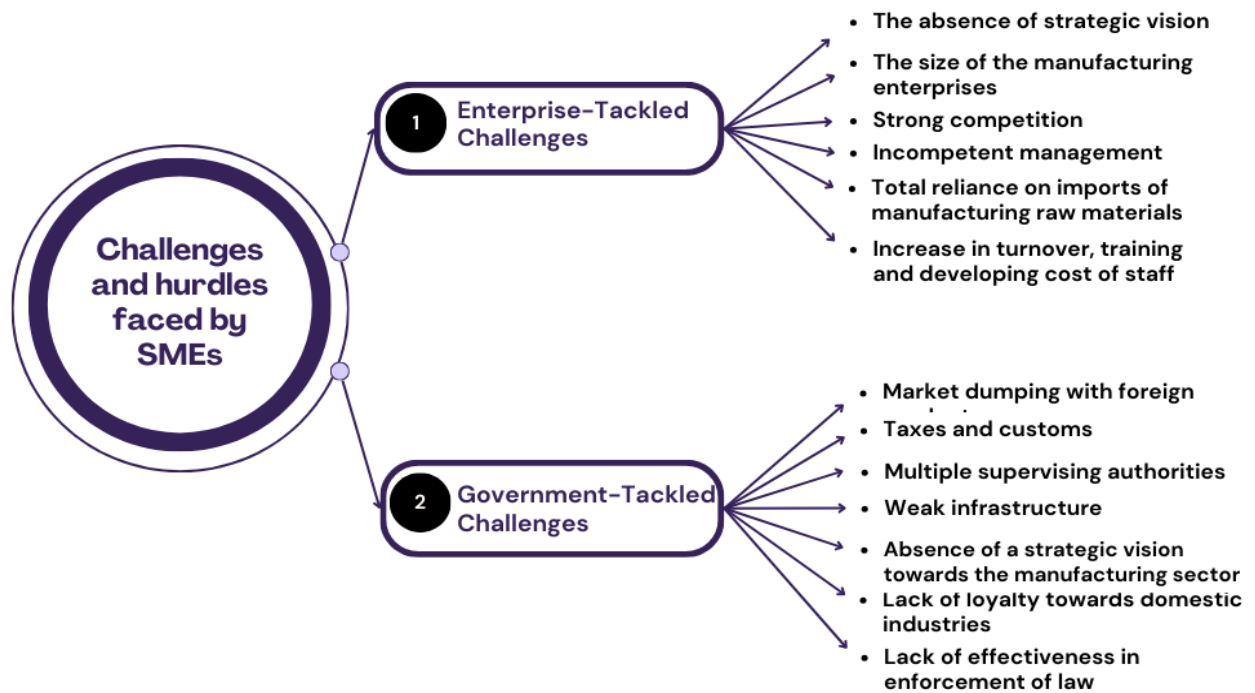 Challenges
and hurdles
faced by
SMEs
1
Enterprise-Tackled
Challenges
• The absence of strategic vision
• The size of the manufacturing
enterprises
• Strong competition
• Incompetent management
• Total reliance on imports of
manufacturing raw materials
• Increase in turnover, training
and developing cost of staff
2
Government-Tackled
Challenges
• Market dumping with foreign
• Taxes and customs
• Multiple supervising authorities
• Weak infrastructure
• Absence of a strategic vision
towards the manufacturing sector
• Lack of loyalty towards domestic
industries
• Lack of effectiveness in
enforcement of law